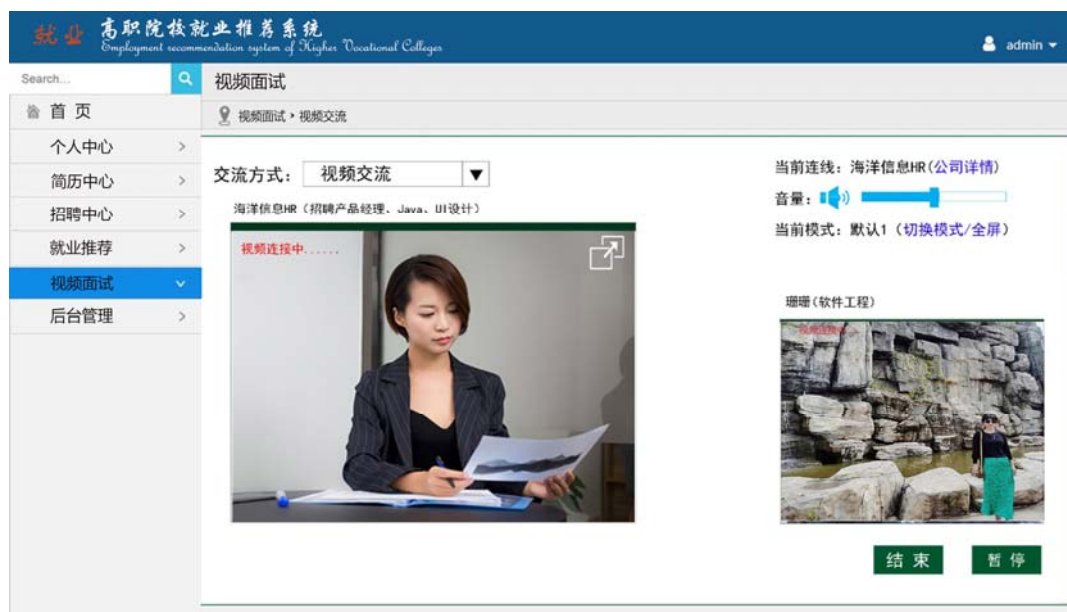 就业 高职院校就业推荐系统
Employment recommendation system of Higher Vocational Colleges
admin
Search...
视频面试
首 页
视频面试 视频交流
个人中心
简历中心
招聘中心
就业推荐
视频面试
后台管理
交流方式: 视频交流
海洋信息HR(招聘产品经理、Java、UI设计)
视频连接中......
当前连线: 海洋信息HR(公司详情)
音量:
当前模式: 默认1 (切换模式/全屏)
珊珊(软件工程)
视频连接中...
结 束
暂 停